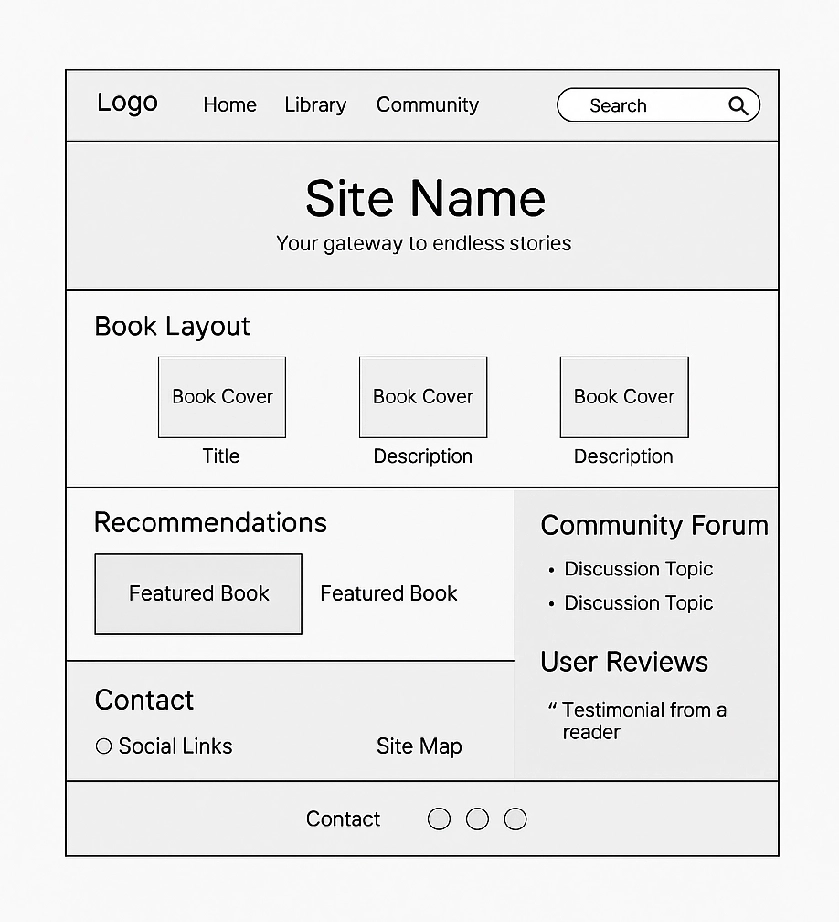 Logo
Home
Library
Community
Search
Site Name
Your gateway to endless stories
Book Layout
Book Cover
Book Cover
Book Cover
Title
Description
Description
Recommendations
Featured Book
Featured Book
Contact
Social Links
Site Map
Community Forum
• Discussion Topic
• Discussion Topic
User Reviews
“ Testimonial from a
reader
Contact